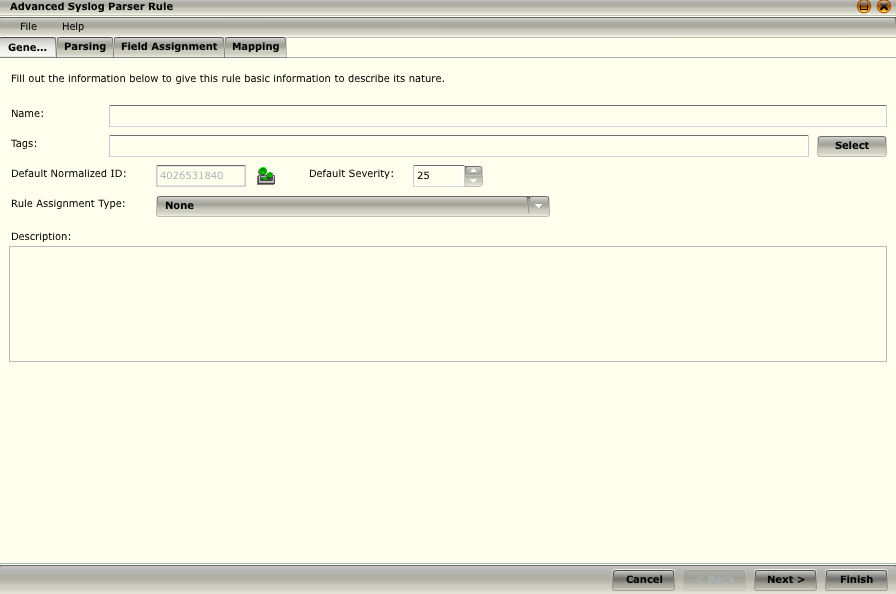 Advanced Syslog Parser Rule
File Help
Gene... Parsing Field Assignment Mapping
Fill out the information below to give this rule basic information to describe its nature.
Name:
Tags: Select
Default Normalized ID: 4026531840 Default Severity: 25
Rule Assignment Type: None
Description:
Cancel < Back Next > Finish